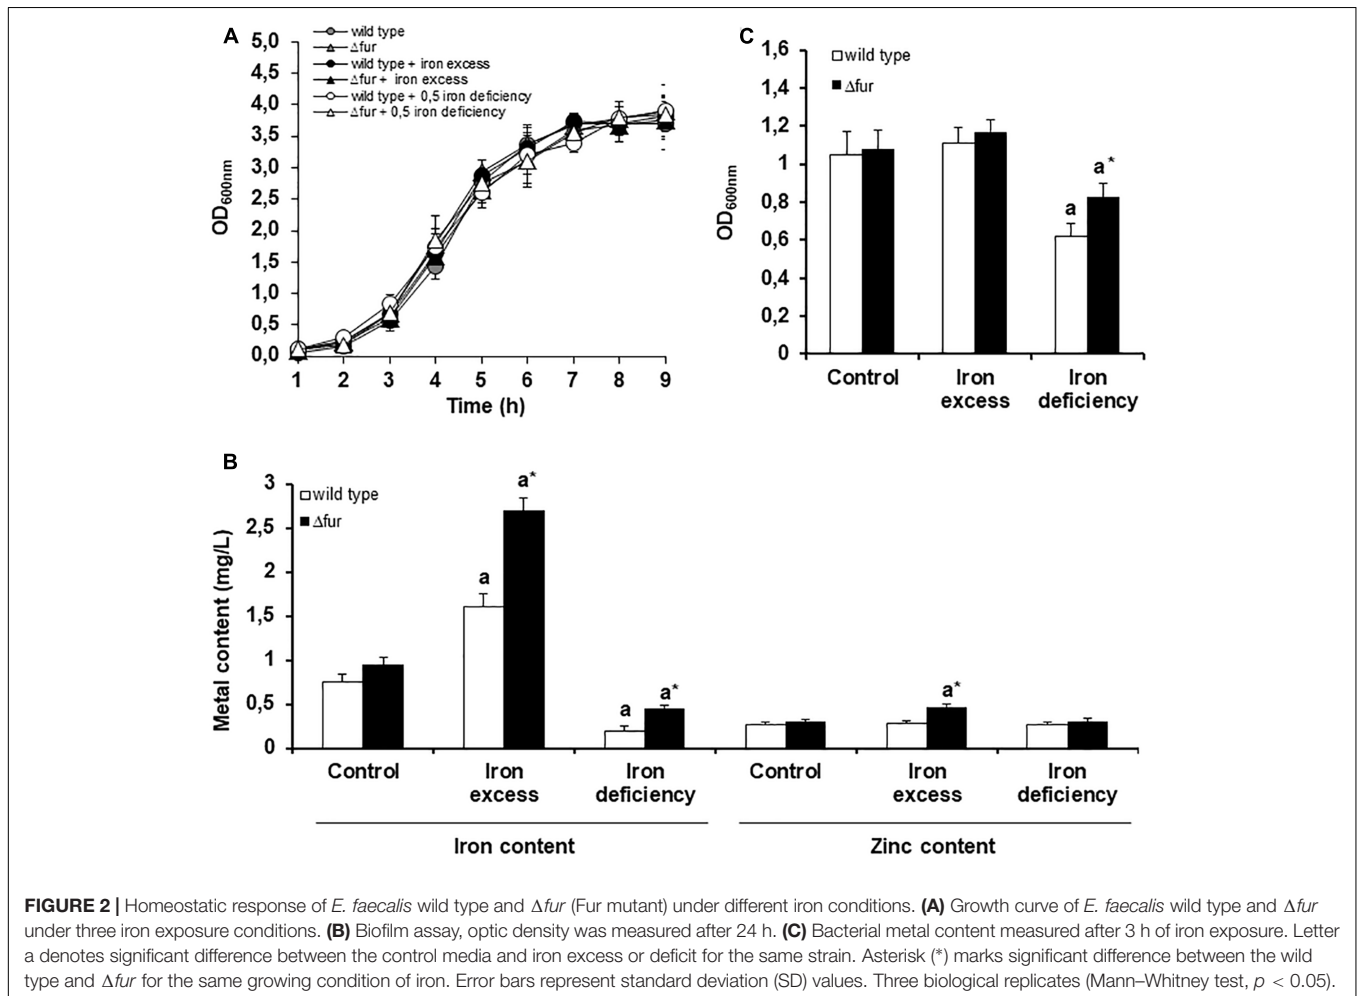 A
wild type
Δfur
wild type + iron excess
Δfur + iron excess
wild type + 0,5 iron deficiency
Δfur + 0,5 iron deficiency
5,0
4,5
4,0
3,5
3,0
2,5
2,0
1,5
1,0
0,5
0,0
OD600nm
1 2 3 4 5 6 7 8 9
Time (h)
C
wild type
Δfur
1,6
1,4
1,2
1
0,8
0,6
0,4
0,2
0
OD600nm
a
a*
Control
Iron excess
Iron deficiency
B
wild type
Δfur
3
2,5
2
1,5
1
0,5
0
Metal content (mg/L)
a
a*
a
a*
a*
Control
Iron excess
Iron deficiency
Control
Iron excess
Iron deficiency
Iron content
Zinc content
FIGURE 2 | Homeostatic response of E. faecalis wild type and Δfur (Fur mutant) under different iron conditions. (A) Growth curve of E. faecalis wild type and Δfur
under three iron exposure conditions. (B) Biofilm assay, optic density was measured after 24 h. (C) Bacterial metal content measured after 3 h of iron exposure. Letter
a denotes significant difference between the control media and iron excess or deficit for the same strain. Asterisk (*) marks significant difference between the wild
type and Δfur for the same growing condition of iron. Error bars represent standard deviation (SD) values. Three biological replicates (Mann–Whitney test, p < 0.05).